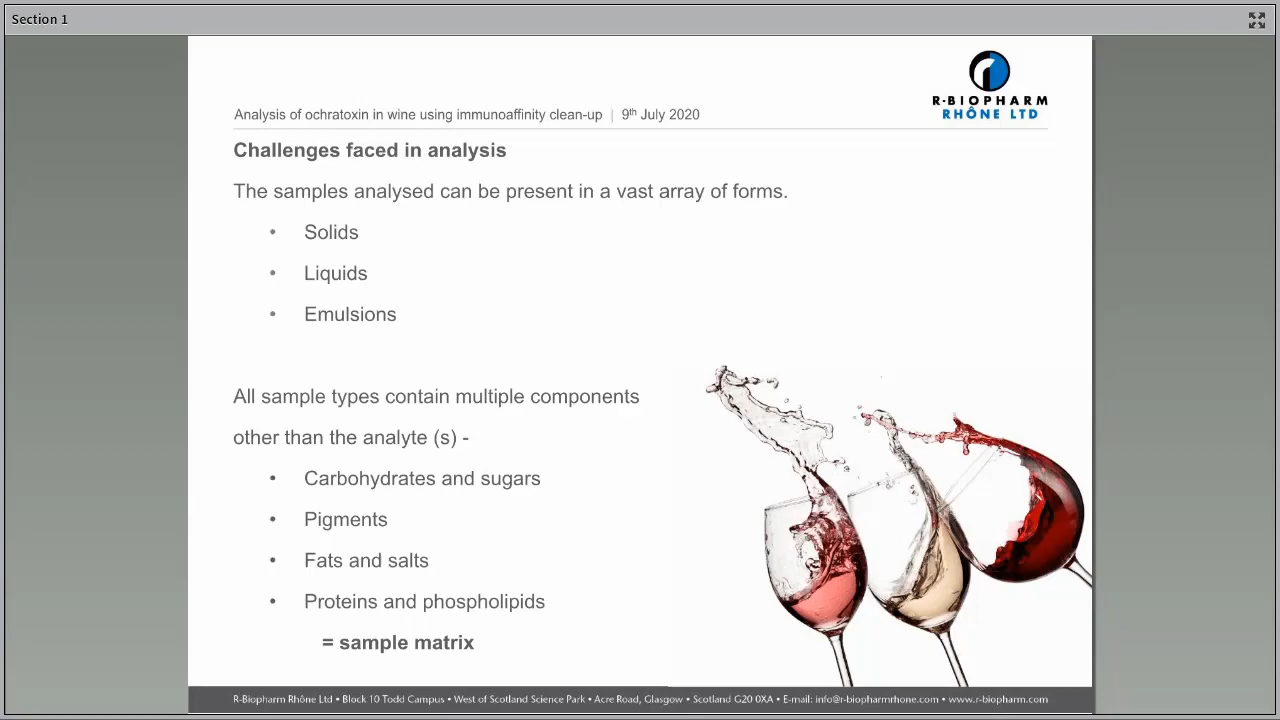 Section 1
R-BIOPHARM
RHÔNE LTD
Analysis o ochratoxin in wine using immunoaffinity clean-up | 9th July 2020
Challenges faced in analysis
The samples analysed can be present in a vast array of forms.
• Solids
• Liquids
• Emulsions
All sample types contain multiple components
other than the analyte (s) -
• Carbohydrates and sugars
• Pigments
• Fats and salts
• Proteins and phospholipids
= sample matrix
R-Biopharm Rhône Ltd • Block 10 Todd Campus • West of Scotland Science Park • Acre Road, Glasgow • Scotland G20 0XA • E-mail: info@r-biopharmrhone.com • www.r-biopharm.com